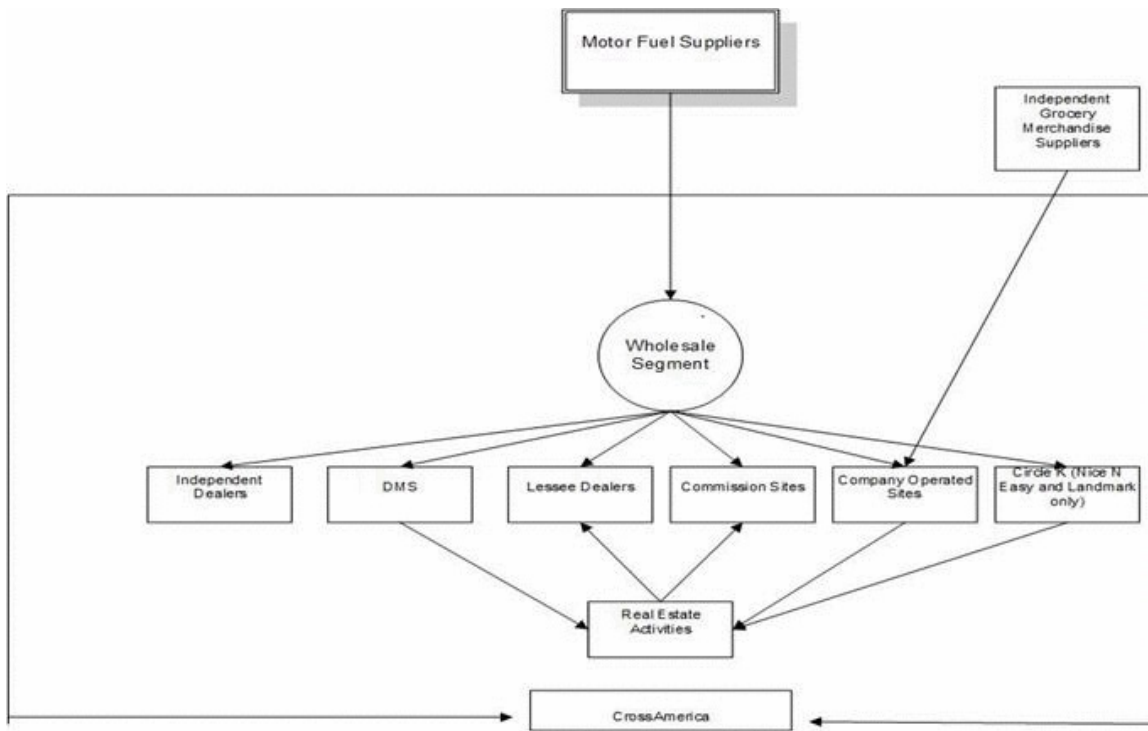 Motor Fuel Suppliers
Independent
Grocery
Merchandise
Suppliers
Wholesale
Segment
Independent
Dealers
DMS
Lessee Dealers
Commission Sites
Company Operated
Sites
Circle K (Nice N
Easy and Landmark
only)
Real Estate
Activities
CrossAmerica